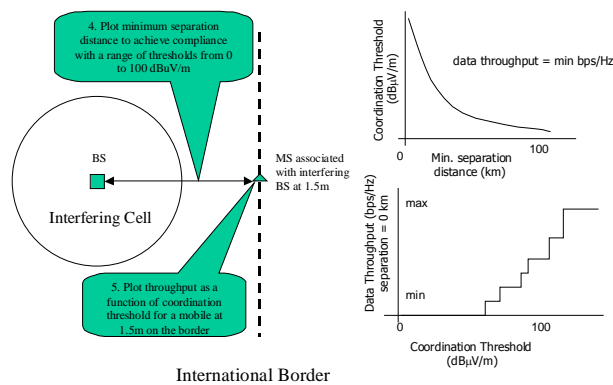 4. Plot minimum separation
distance to achieve compliance
with a range of thresholds from 0
to 100 dBuV/m
BS
Interfering Cell
MS associated
with interfering
BS at 1.5m
5. Plot throughput as a
function of coordination
threshold for a mobile at
1.5m on the border
International Border
Coordination Threshold
(dBµV/m)
data throughput = min bps/Hz
0
100
Min. separation
distance (km)
Data Throughput (bps/Hz)
separation = 0 km
max
min
0
100
Coordination Threshold
(dBµV/m)